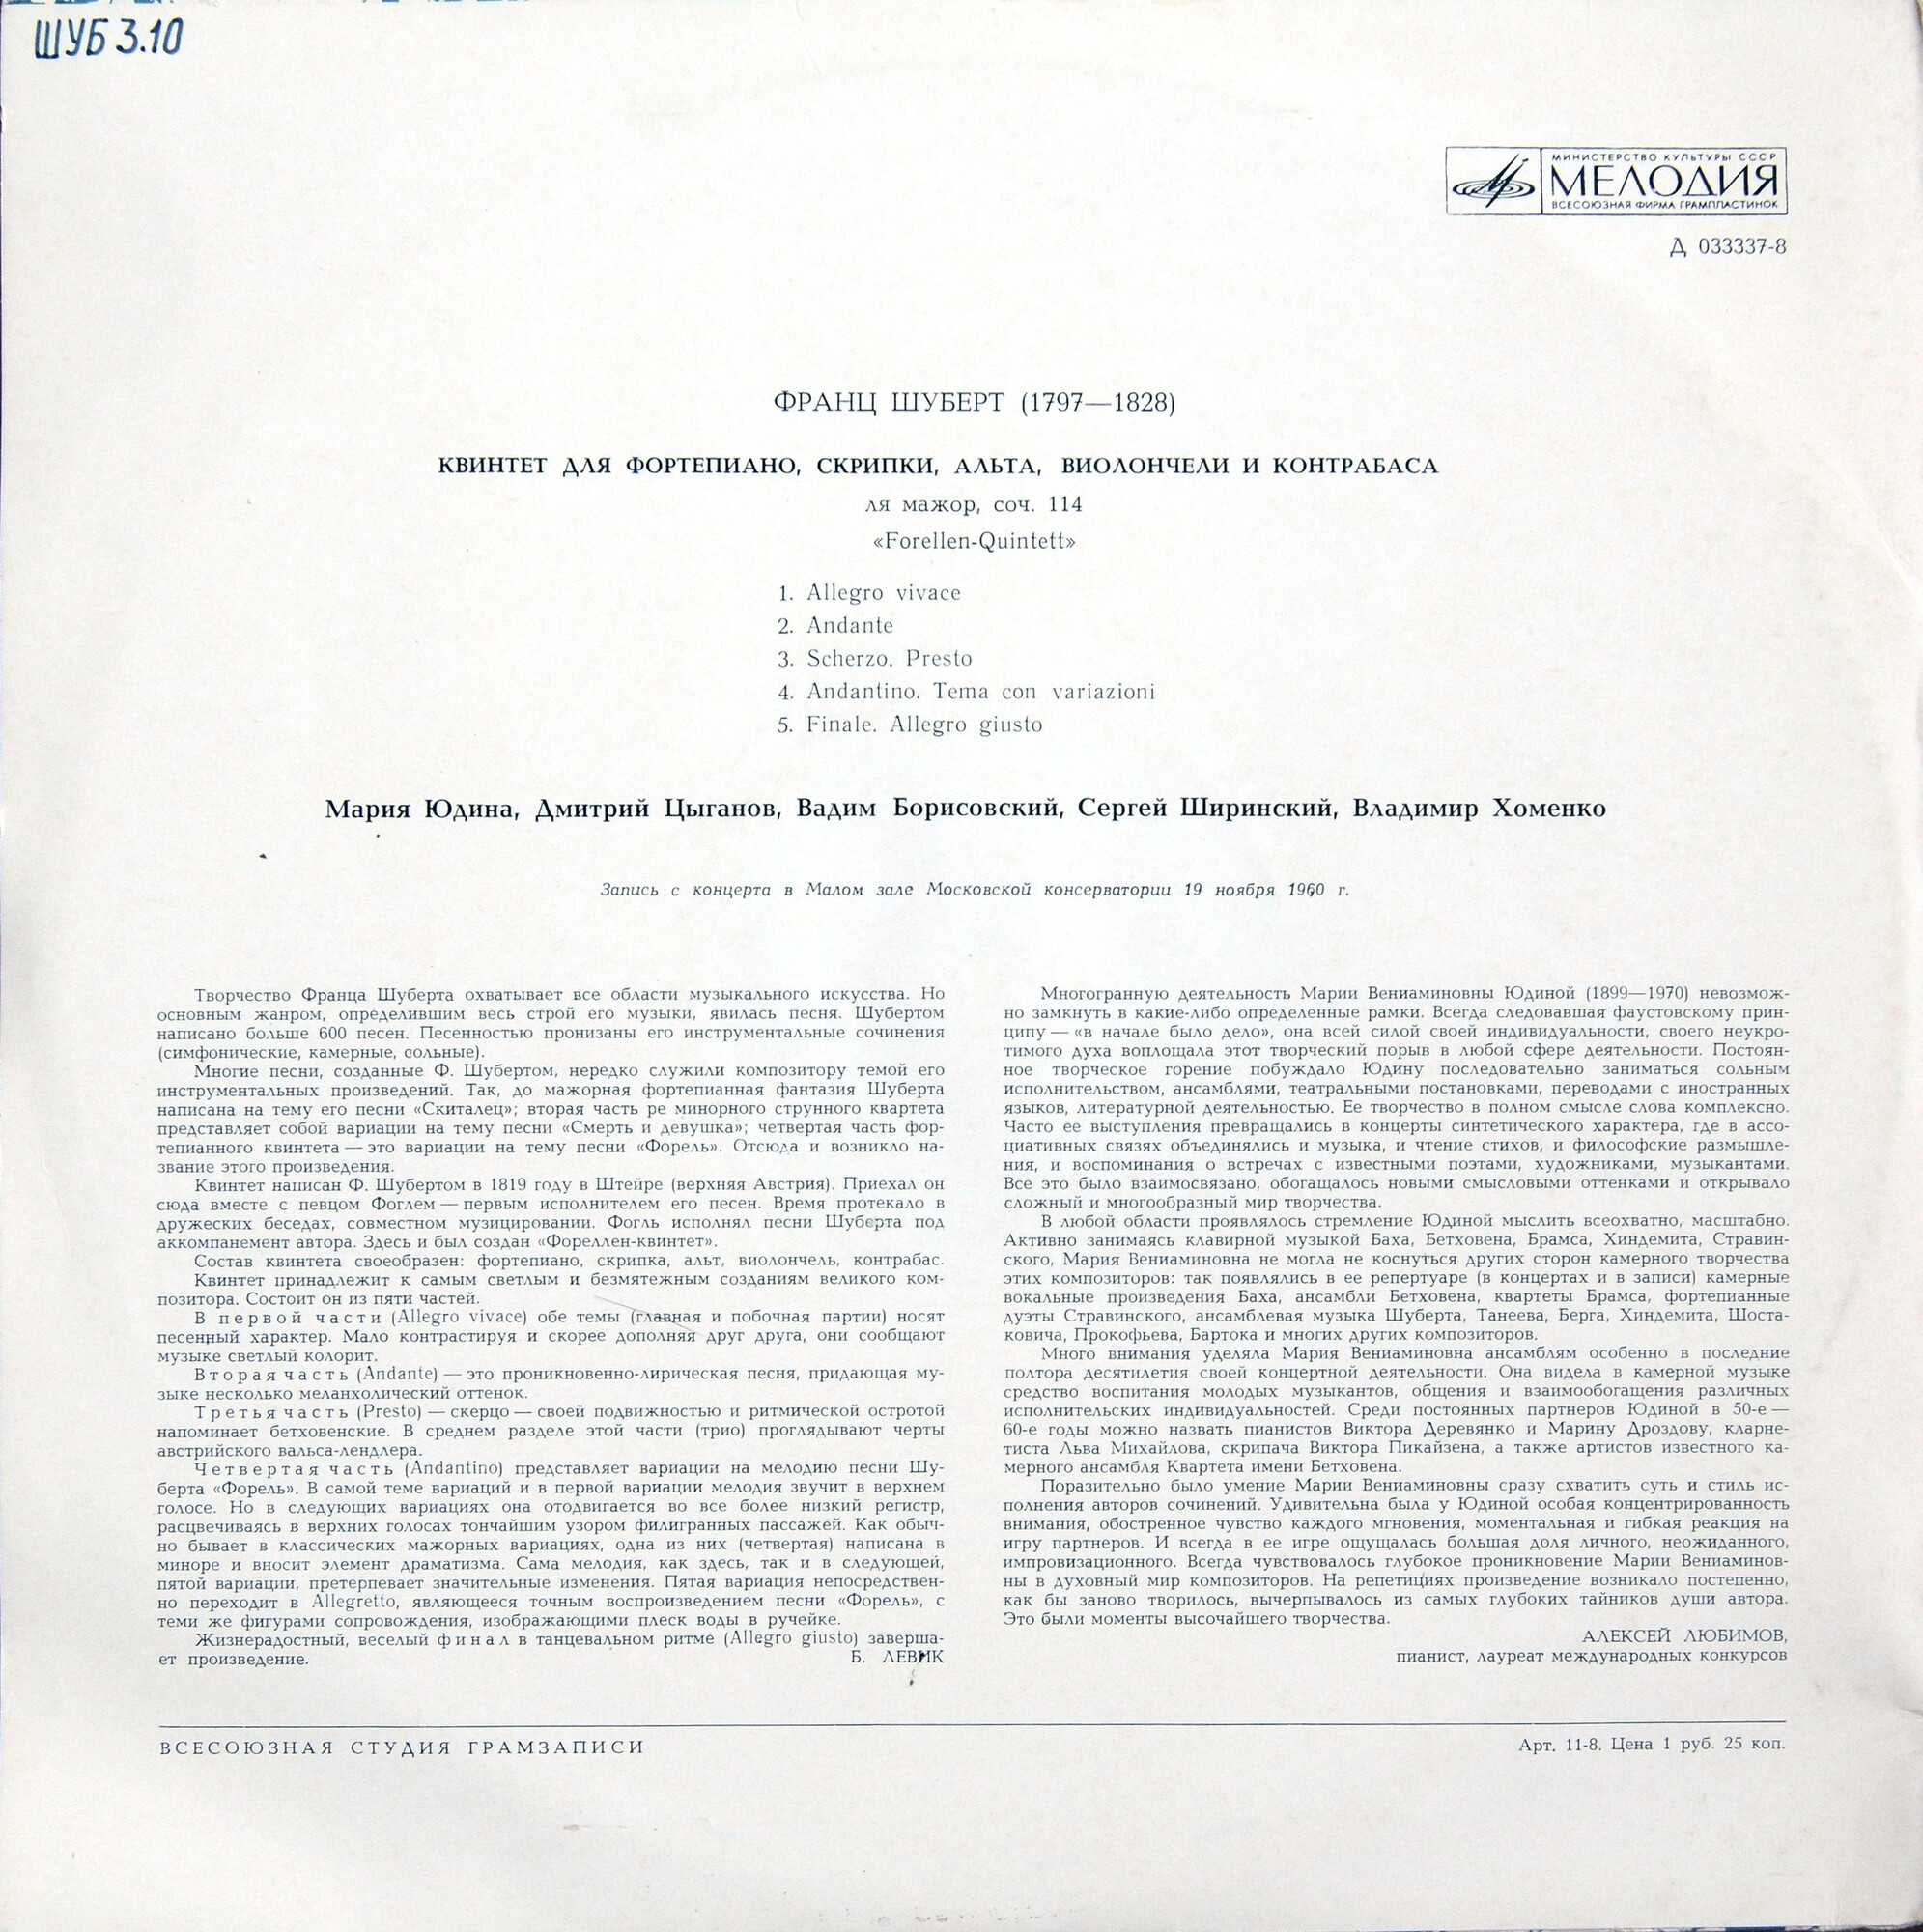 ШУБ 3.10
МИНИСТЕРСТВО КУЛЬТУРЫ СССР
МЕЛОДИЯ
ВСЕСОЮЗНАЯ ФИРМА ГРАМПЛАСТИНОК
Д 033337-8
ФРАНЦ ШУБЕРТ (1797—1828)
КВИНТЕТ ДЛЯ ФОРТЕПИАНО, СКРИПКИ, АЛЬТА, ВИОЛОНЧЕЛИ И КОНТРАБАСА
ля мажор, соч. 114
«Forellen-Quintett»
1. Allegro vivace
2. Andante
3. Scherzo. Presto
4. Andantino. Tema con variazioni
5. Finale. Allegro giusto
Мария Юдина, Дмитрий Цыганов, Вадим Борисовский, Сергей Ширинский, Владимир Хоменко
Запись с концерта в Малом зале Московской консерватории 19 ноября 1960 г.
Творчество Франца Шуберта охватывает все области музыкального искусства. Но
основным жанром, определившим весь строй его музыки, явилась песня. Шубертом
написано больше 600 песен. Песенностью пронизаны его инструментальные сочинения
(симфонические, камерные, сольные).
Многие песни, созданные Ф. Шубертом, нередко служили композитору темой его
инструментальных произведений. Так, до мажорная фортепианная фантазия Шуберта
написана на тему его песни «Скиталец»; вторая часть ре минорного струнного квартета
представляет собой вариации на тему песни «Смерть и девушка»; четвертая часть фор-
тепианного квинтета — это вариации на тему песни «Форель». Отсюда и возникло на-
звание этого произведения.
Квинтет написан Ф. Шубертом в 1819 году в Штейре (верхняя Австрия). Приехал он
сюда вместе с певцом Фоглем — первым исполнителем его песен. Время протекало в
дружеских беседах, совместном музицировании. Фогль исполнял песни Шуберта под
аккомпанемент автора. Здесь и был создан «Фореллен-квинтет».
Состав квинтета своеобразен: фортепиано, скрипка, альт, виолончель, контрабас.
Квинтет принадлежит к самым светлым и безмятежным созданиям великого ком-
позитора. Состоит он из пяти частей.
В первой части (Allegro vivace) обе темы (главная и побочная партии) носят
песенный характер. Мало контрастируя и скорее дополняя друг друга, они сообщают
музыке светлый колорит.
Вторая часть (Andante) — это проникновенно-лирическая песня, придающая му-
зыке несколько меланхолический оттенок.
Третья часть (Presto) — скерцо — своей подвижностью и ритмической остротой
напоминает бетховенские. В среднем разделе этой части (трио) проглядывают черты
австрийского вальса-лендлера.
Четвертая часть (Andantino) представляет вариации на мелодию песни Шу-
берта «Форель». В самой теме вариаций и в первой вариации мелодия звучит в верхнем
голосе. Но в следующих вариациях она отодвигается во все более низкий регистр,
расцвечиваясь в верхних голосах тончайшим узором филигранных пассажей. Как обыч-
но бывает в классических мажорных вариациях, одна из них (четвертая) написана в
миноре и вносит элемент драматизма. Сама мелодия, как здесь, так и в следующей,
пятой вариации, претерпевает значительные изменения. Пятая вариация непосредствен-
но переходит в Allegretto, являющееся точным воспроизведением песни «Форель», с
теми же фигурами сопровождения, изображающими плеск воды в ручейке.
Жизнерадостный, веселый финал в танцевальном ритме (Allegro giusto) заверша-
ет произведение.
Б. ЛЕВИК
Многогранную деятельность Марии Вениаминовны Юдиной (1899—1970) невозмож-
но замкнуть в какие-либо определенные рамки. Всегда следовавшая фаустовскому прин-
ципу — «в начале было дело», она всей силой своей индивидуальности, своего неукро-
тимого духа воплощала этот творческий порыв в любой сфере деятельности. Постоян-
ное творческое горение побуждало Юдину последовательно заниматься сольным
исполнительством, ансамблями, театральными постановками, переводами с иностранных
языков, литературной деятельностью. Ее творчество в полном смысле слова комплексно.
Часто ее выступления превращались в концерты синтетического характера, где в ассо-
циативных связях объединялись и музыка, и чтение стихов, и философские размышле-
ния, и воспоминания о встречах с известными поэтами, художниками, музыкантами.
Все это было взаимосвязано, обогащалось новыми смысловыми оттенками и открывало
сложный и многообразный мир творчества.
В любой области проявлялось стремление Юдиной мыслить всеохватно, масштабно.
Активно занимаясь клавирной музыкой Баха, Бетховена, Брамса, Хиндемита, Стравин-
ского, Мария Вениаминовна не могла не коснуться других сторон камерного творчества
этих композиторов: так появлялись в ее репертуаре (в концертах и в записи) камерные
вокальные произведения Баха, ансамбли Бетховена, квартеты Брамса, фортепианные
дуэты Стравинского, ансамблевая музыка Шуберта, Танеева, Берга, Хиндемита, Шоста-
ковича, Прокофьева, Бартока и многих других композиторов.
Много внимания уделяла Мария Вениаминовна ансамблям особенно в последние
полтора десятилетия своей концертной деятельности. Она видела в камерной музыке
средство воспитания молодых музыкантов, общения и взаимообогащения различных
исполнительских индивидуальностей. Среди постоянных партнеров Юдиной в 50-е —
60-е годы можно назвать пианистов Виктора Деревянко и Марину Дроздову, кларне-
тиста Льва Михайлова, скрипача Виктора Пикайзена, а также артистов известного ка-
мерного ансамбля Квартета имени Бетховена.
Поразительно было умение Марии Вениаминовны сразу схватить суть и стиль ис-
полнения авторов сочинений. Удивительна была у Юдиной особая концентрированность
внимания, обостренное чувство каждого мгновения, моментальная и гибкая реакция на
игру партнеров. И всегда в ее игре ощущалась большая доля личного, неожиданного,
импровизационного. Всегда чувствовалось глубокое проникновение Марии Вениаминов-
ны в духовный мир композиторов. На репетициях произведение возникало постепенно,
как бы заново творилось, вычерпывалось из самых глубоких тайников души автора.
Это были моменты высочайшего творчества.
АЛЕКСЕЙ ЛЮБИМОВ,
пианист, лауреат международных конкурсов
ВСЕСОЮЗНАЯ СТУДИЯ ГРАМЗАПИСИ
Арт. 11-8. Цена 1 руб. 25 коп.